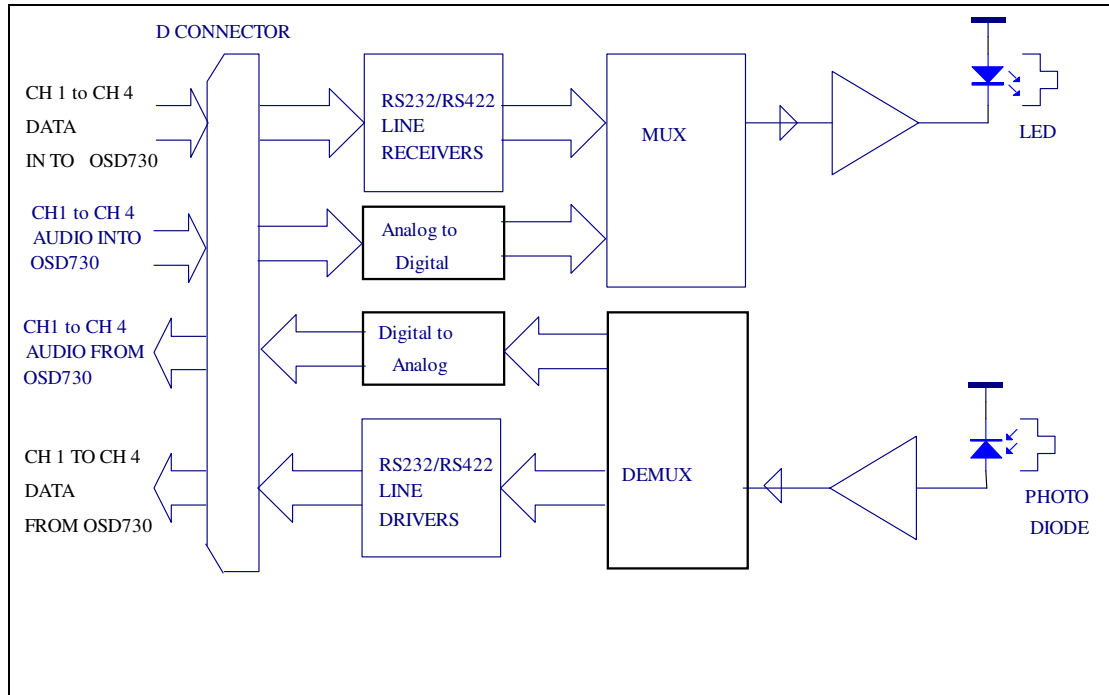 D CONNECTOR
CH 1 to CH 4
DATA
IN TO OSD730
RS232/RS422
LINE
RECEIVERS
MUX
LED
CH1 to CH 4
AUDIO INTO
OSD730
Analog to
Digital
CH1 to CH 4
AUDIO FROM
OSD730
Digital to
Analog
CH 1 TO CH 4
DATA
FROM OSD730
RS232/RS422
LINE
DRIVERS
DEMUX
PHOTO
DIODE